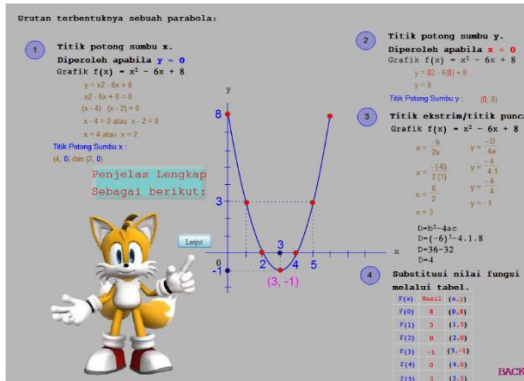 Urutan terbentuknya sebuah parabola:
1
Titik potong sumbu x.
Diperoleh apabila y = 0
Grafik f(x) = x² - 6x + 8
y = x2 - 6x + 8
x2 - 6x + 8 = 0
(x - 4) . (x - 2) = 0
x - 4 = 0 atau x - 2 = 0
x = 4 atau x = 2
Titik Potong Sumbu x :
(4, 0) dan (2, 0)
Penjelas Lengkap
Sebagai berikut:
Lanjut
y
8
3
0
-1
2
3
4
5
x
(3, -1)
2
Titik potong sumbu y.
Diperoleh apabila x = 0
Grafik f(x) = x² - 6x + 8
y = 02 - 6(0) + 8
y = 8
Titik Potong Sumbu y : (0, 8)
3
Titik ekstrim/titik punca
Grafik f(x) = x² - 6x + 8
x = -b/2a y = -D/4a
x = -(-6)/2(1) y = -4/4.1
x = 6/2 y = -4/4
x = 3 y = -1
D=b²-4ac
D=(-6)²-4.1.8
D=36-32
D=4
4
Substitusi nilai fungsi
melalui tabel.
F(x) Hasil (x,y)
F(0) 8 (0,8)
F(1) 3 (1,3)
F(2) 0 (2,0)
F(3) -1 (3,-1)
F(4) 0 (4,0)
F(5) 3 (5,3)
BACK